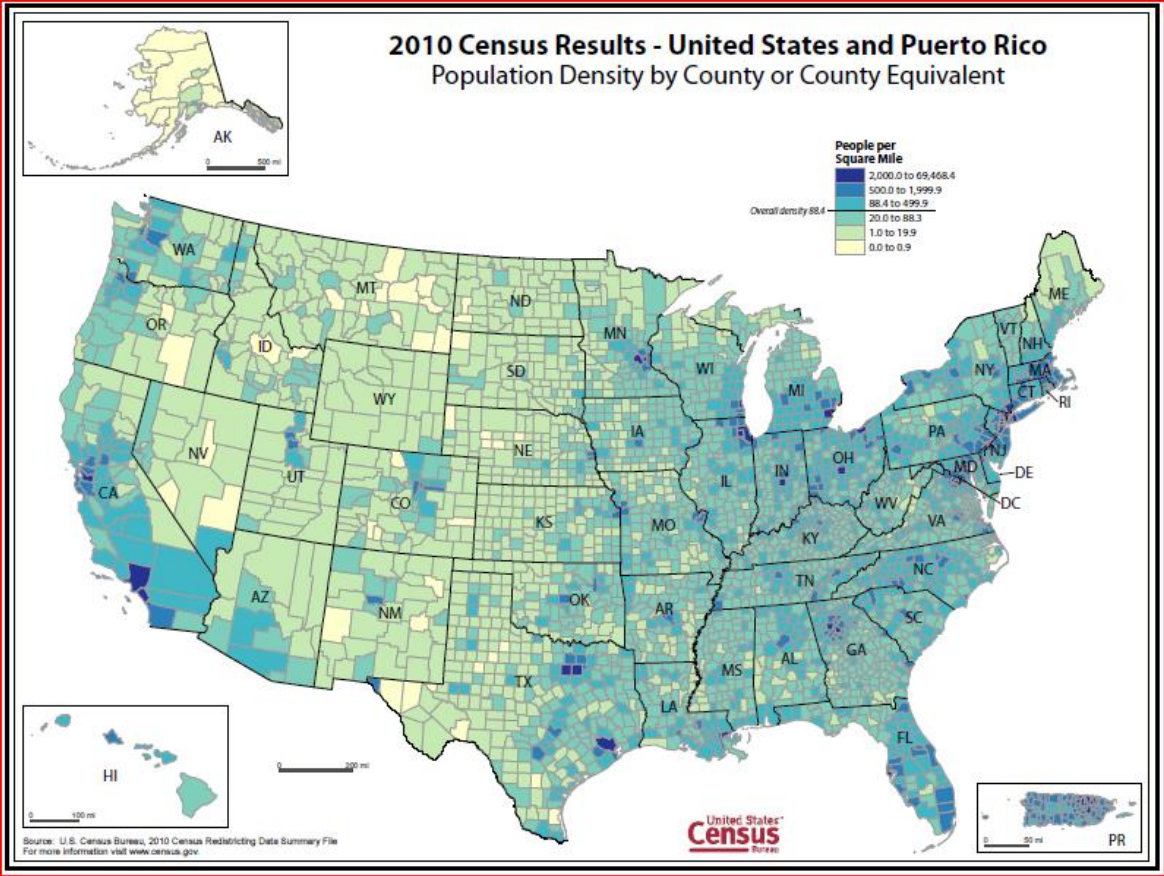 2010 Census Results - United States and Puerto Rico
Population Density by County or County Equivalent
AK
0 500 mi
People per
Square Mile
2,000.0 to 69,468.4
500.0 to 1,999.9
88.4 to 499.9
Overall density 88.4
20.0 to 88.3
1.0 to 19.9
0.0 to 0.9
WA
MT
ND
MN
ME
OR
ID
SD
WI
MI
VT
NH
NY
MA
CT
RI
WY
NE
IA
PA
NJ
NV
UT
CO
IL
IN
OH
MD
DE
DC
CA
KS
MO
WV
VA
KY
AZ
NM
OK
AR
TN
NC
SC
TX
LA
MS
AL
GA
FL
HI
0 100 mi
0 200 mi
United States™
Census
Bureau
0 50 mi
PR
Source: U.S. Census Bureau, 2010 Census Redistricting Data Summary File
For more information visit www.census.gov.